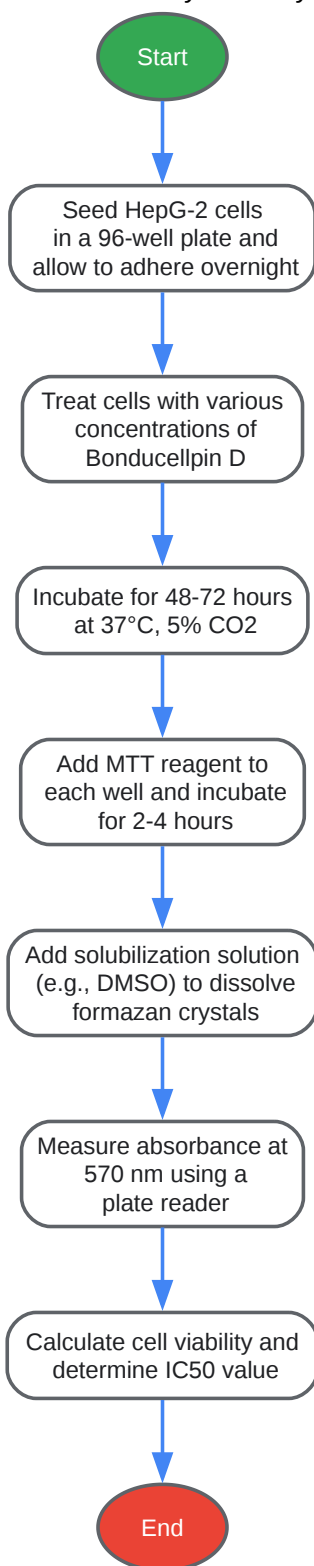 Start
Seed HepG-2 cells
in a 96-well plate and
allow to adhere overnight
Treat cells with various
concentrations of
Bonducellpin D
Incubate for 48-72 hours
at 37°C, 5% CO2
Add MTT reagent to
each well and incubate
for 2-4 hours
Add solubilization solution
(e.g., DMSO) to dissolve
formazan crystals
Measure absorbance at
570 nm using a
plate reader
Calculate cell viability and
determine IC50 value
End